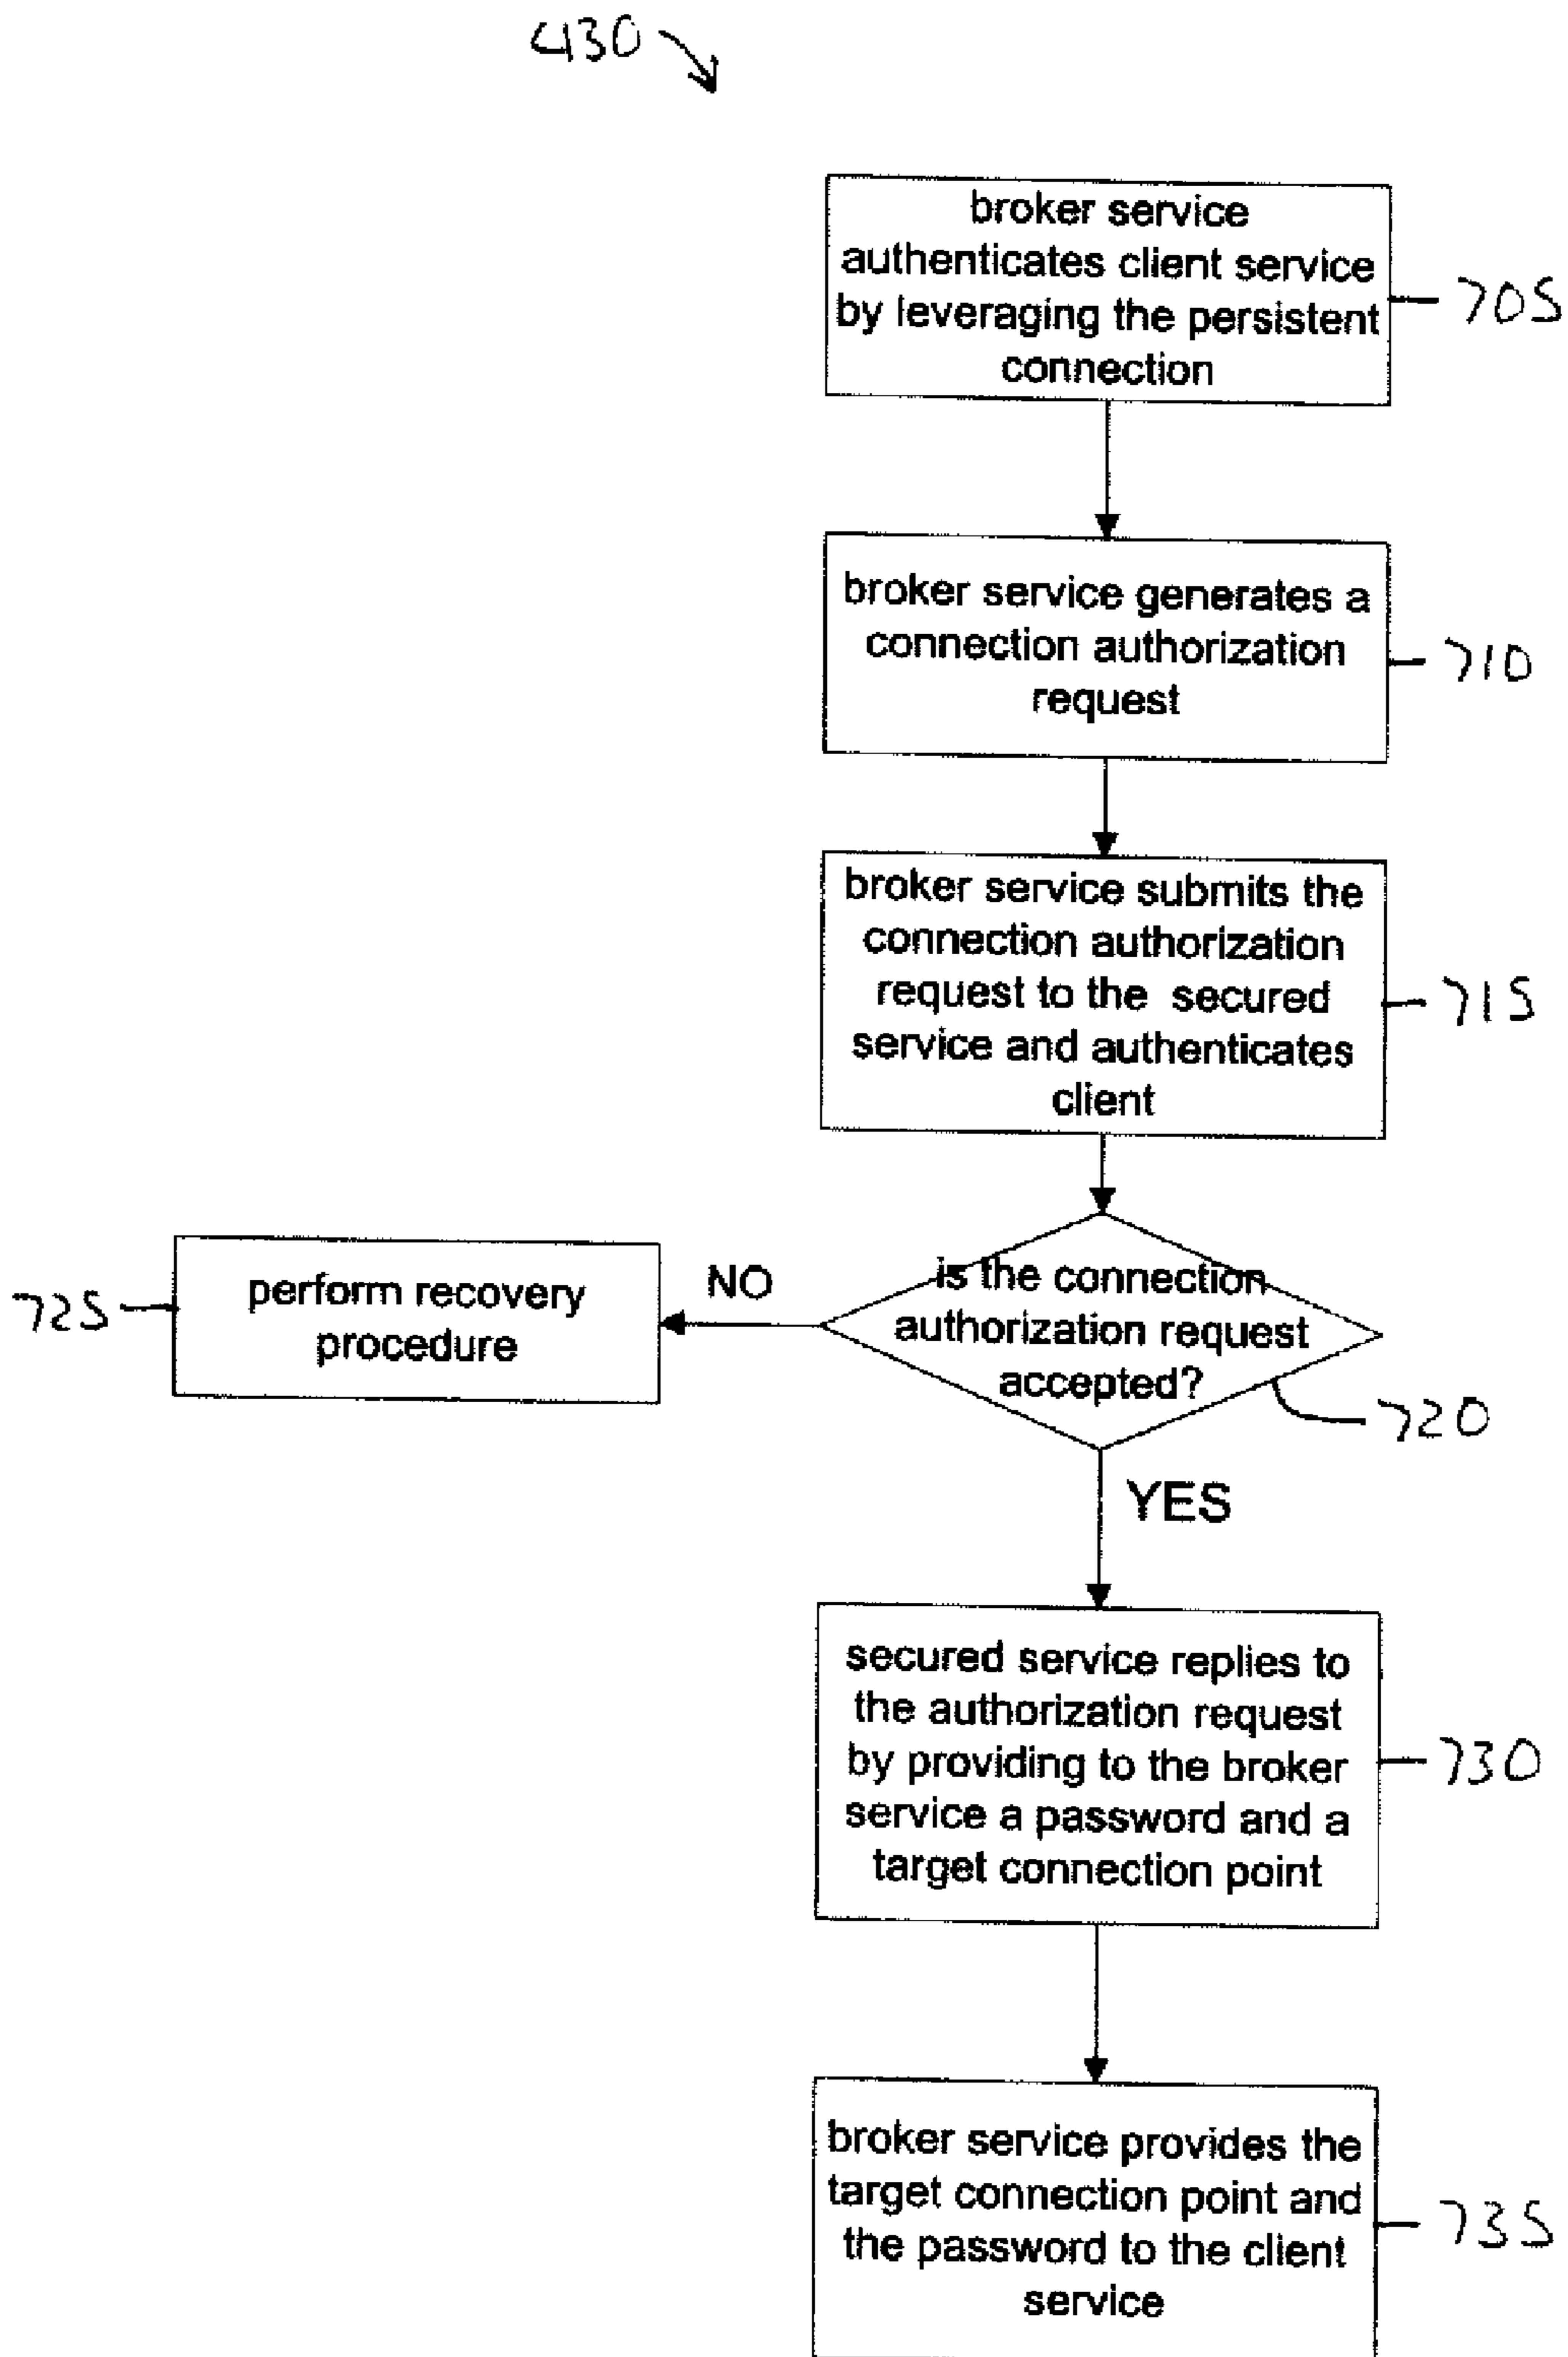 430
broker service
authenticates client service
by leveraging the persistent
connection
705
broker service generates a
connection authorization
request
710
broker service submits the
connection authorization
request to the secured
service and authenticates
client
715
is the connection
authorization request
accepted?
720
NO
perform recovery
procedure
725
YES
secured service replies to
the authorization request
by providing to the broker
service a password and a
target connection point
730
broker service provides the
target connection point and
the password to the client
service
735